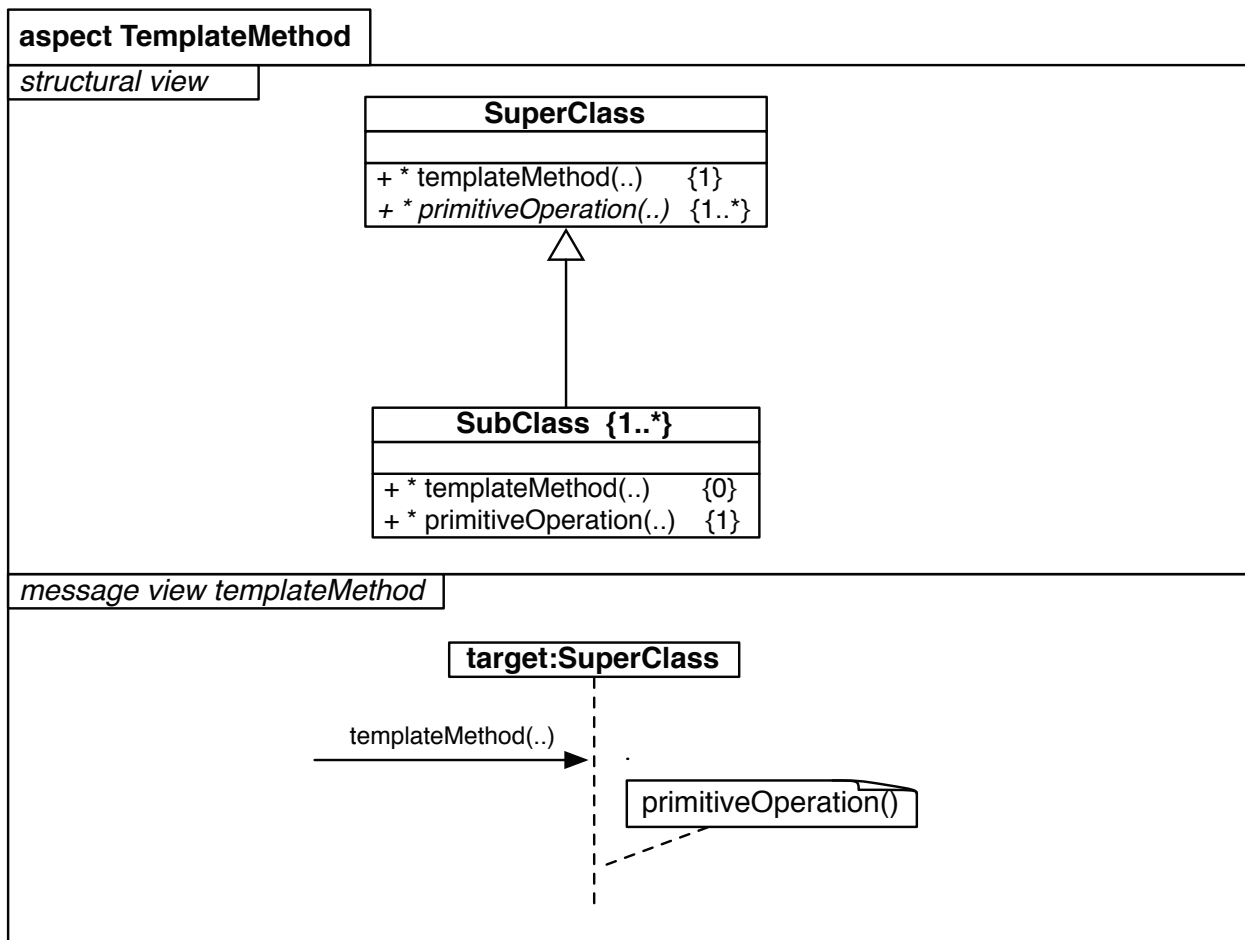 aspect TemplateMethod
structural view
SuperClass
+ * templateMethod(..) {1}
+ * primitiveOperation(..) {1..*}
SubClass {1..*}
+ * templateMethod(..) {0}
+ * primitiveOperation(..) {1}
message view templateMethod
target:SuperClass
templateMethod(..)
primitiveOperation()